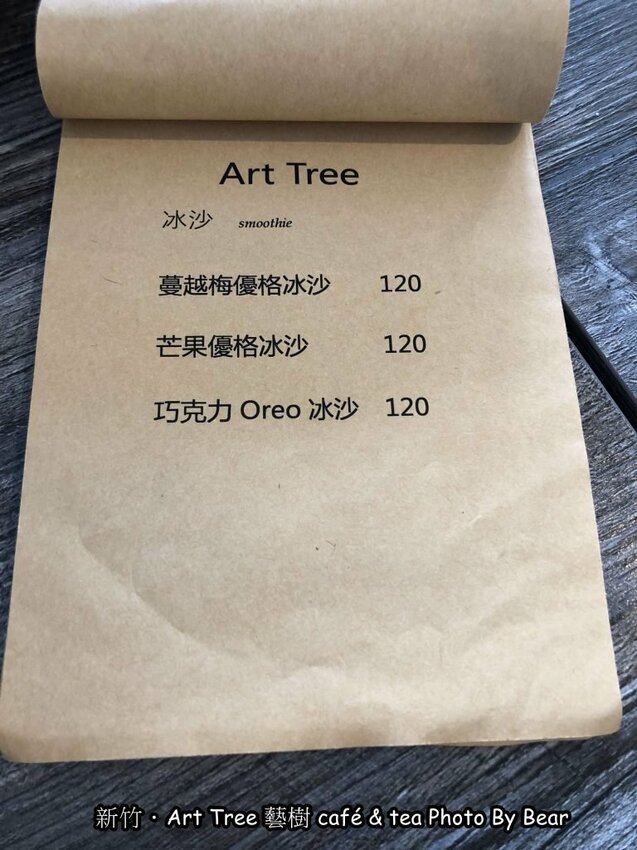 Art Tree
冰沙 smoothie
蔓越梅優格冰沙 120
芒果優格冰沙 120
巧克力 Oreo 冰沙 120
新竹・Art Tree 藝樹 café & tea Photo By Bear